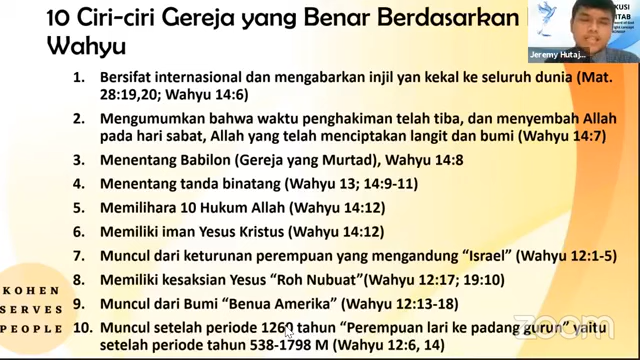 10 Ciri-ciri Gereja yang Benar Berdasarkan
Wahyu
1. Bersifat internasional dan mengabarkan injil yan kekal ke seluruh dunia (Mat.
28:19,20; Wahyu 14:6)
2. Mengumumkan bahwa waktu penghakiman telah tiba, dan menyembah Allah
pada hari sabat, Allah yang telah menciptakan langit dan bumi (Wahyu 14:7)
3. Menentang Babilon (Gereja yang Murtad), Wahyu 14:8
4. Menentang tanda binatang (Wahyu 13; 14:9-11)
5. Memilihara 10 Hukum Allah (Wahyu 14:12)
6. Memiliki iman Yesus Kristus (Wahyu 14:12)
7. Muncul dari keturunan perempuan yang mengandung “Israel” (Wahyu 12:1-5)
8. Memiliki kesaksian Yesus “Roh Nubuat”(Wahyu 12:17; 19:10)
9. Muncul dari Bumi “Benua Amerika” (Wahyu 12:13-18)
10. Muncul setelah periode 1260 tahun “Perempuan lari ke padang gurun” yaitu
setelah periode tahun 538-1798 M (Wahyu 12:6, 14)
KOHEN
SERVES
PEOPLE
Jeremy Hutaj...
zoom